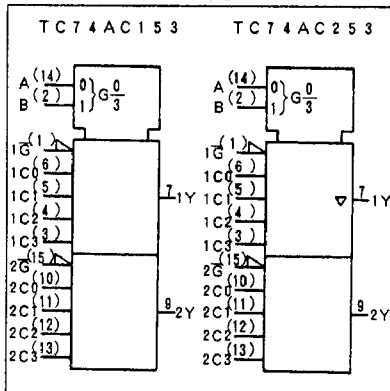 TC74AC153 TC74AC253
A (14) 0 } G 0/3
B (2) 1
1G̅ (1)
1C0 (6)
1C1 (5) 7 1Y
1C2 (4)
1C3 (3)
2G̅ (15)
2C0 (10)
2C1 (11) 9 2Y
2C2 (12)
2C3 (13)
A (14) 0 } G 0/3
B (2) 1
1G̅ (1)
1C0 (6)
1C1 (5) ▽ 7 1Y
1C2 (4)
1C3 (3)
2G̅ (15)
2C0 (10)
2C1 (11) 9 2Y
2C2 (12)
2C3 (13)